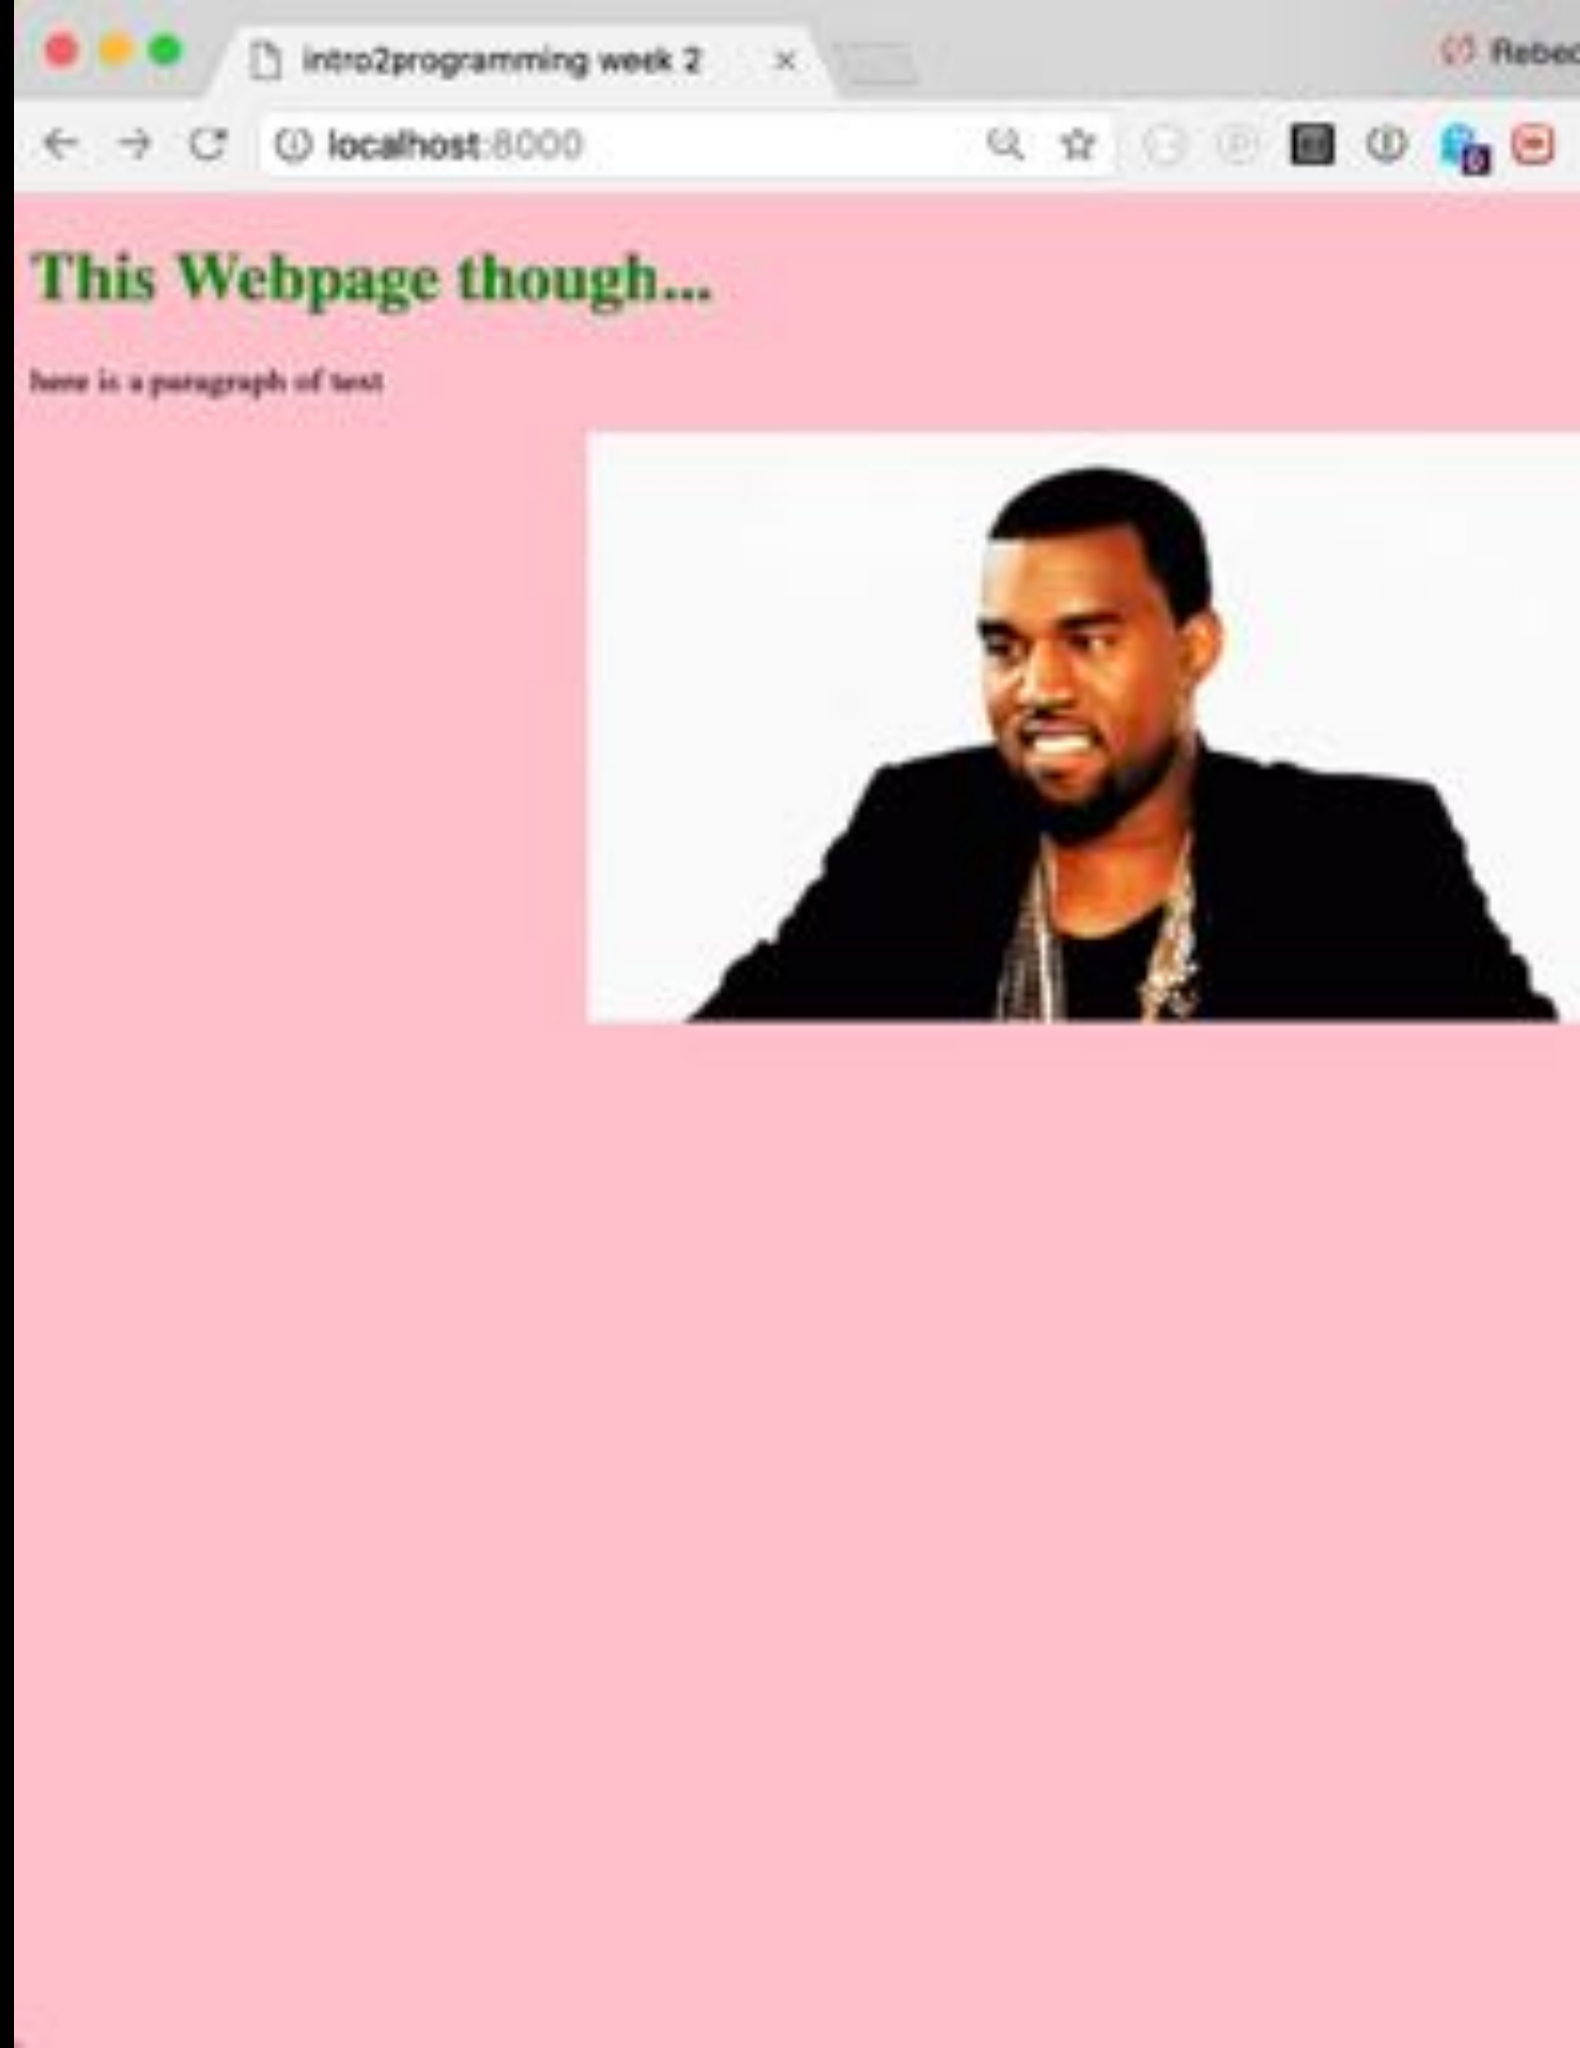 intro2programming week 2
Rebec
localhost:8000
This Webpage though...
here is a paragraph of text